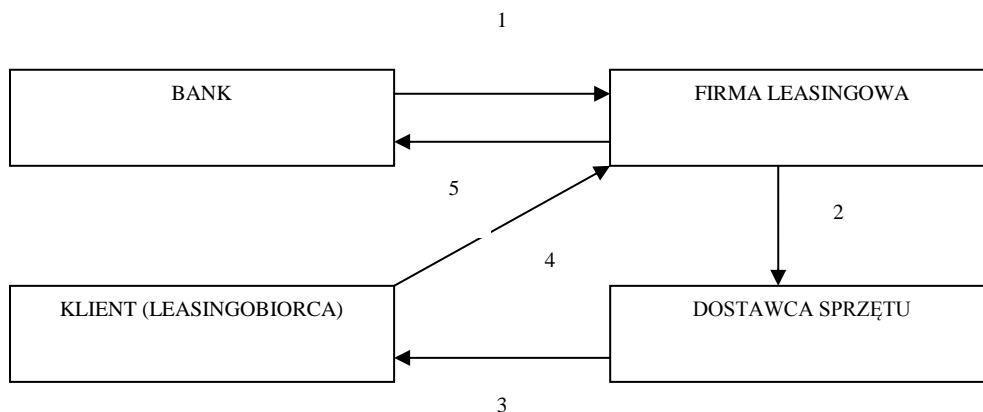 1
BANK
FIRMA LEASINGOWA
5
2
4
KLIENT (LEASINGOBIORCA)
DOSTAWCA SPRZĘTU
3